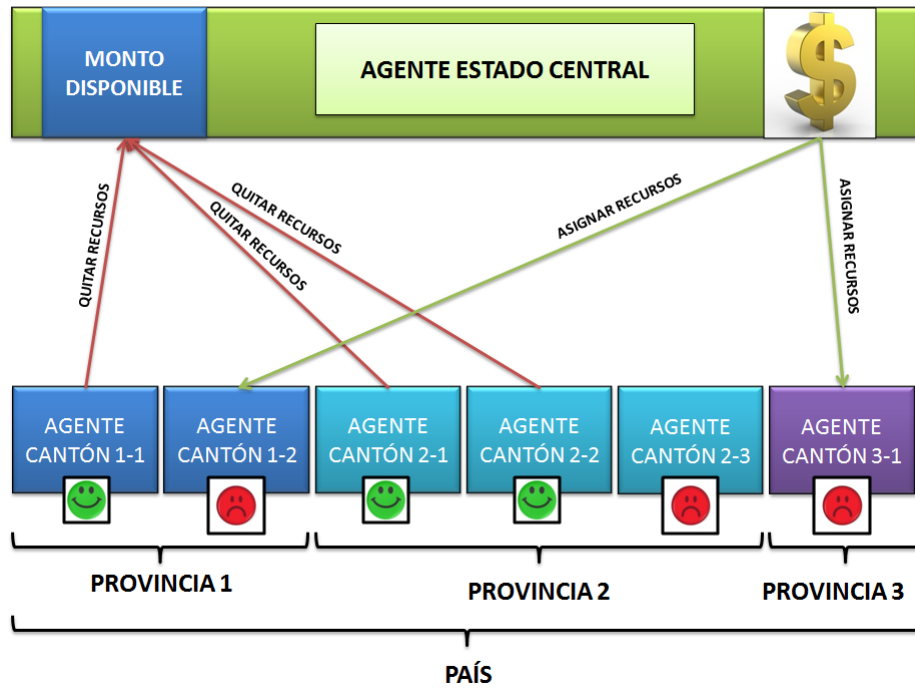 MONTO
DISPONIBLE
AGENTE ESTADO CENTRAL
QUITAR RECURSOS
QUITAR RECURSOS
QUITAR RECURSOS
ASIGNAR RECURSOS
ASIGNAR RECURSOS
AGENTE
CANTÓN 1-1
AGENTE
CANTÓN 1-2
AGENTE
CANTÓN 2-1
AGENTE
CANTÓN 2-2
AGENTE
CANTÓN 2-3
AGENTE
CANTÓN 3-1
PROVINCIA 1
PROVINCIA 2
PROVINCIA 3
PAÍS